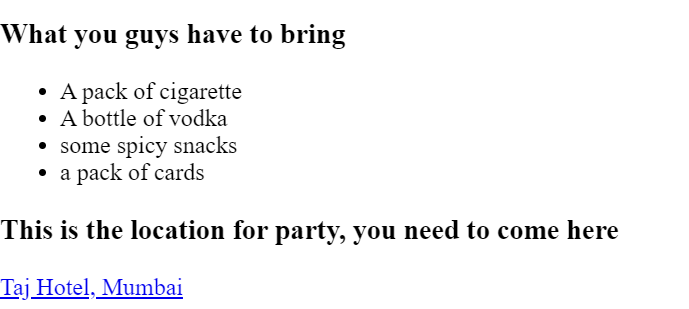 What you guys have to bring
A pack of cigarette
A bottle of vodka
some spicy snacks
a pack of cards
This is the location for party, you need to come here
Taj Hotel, Mumbai